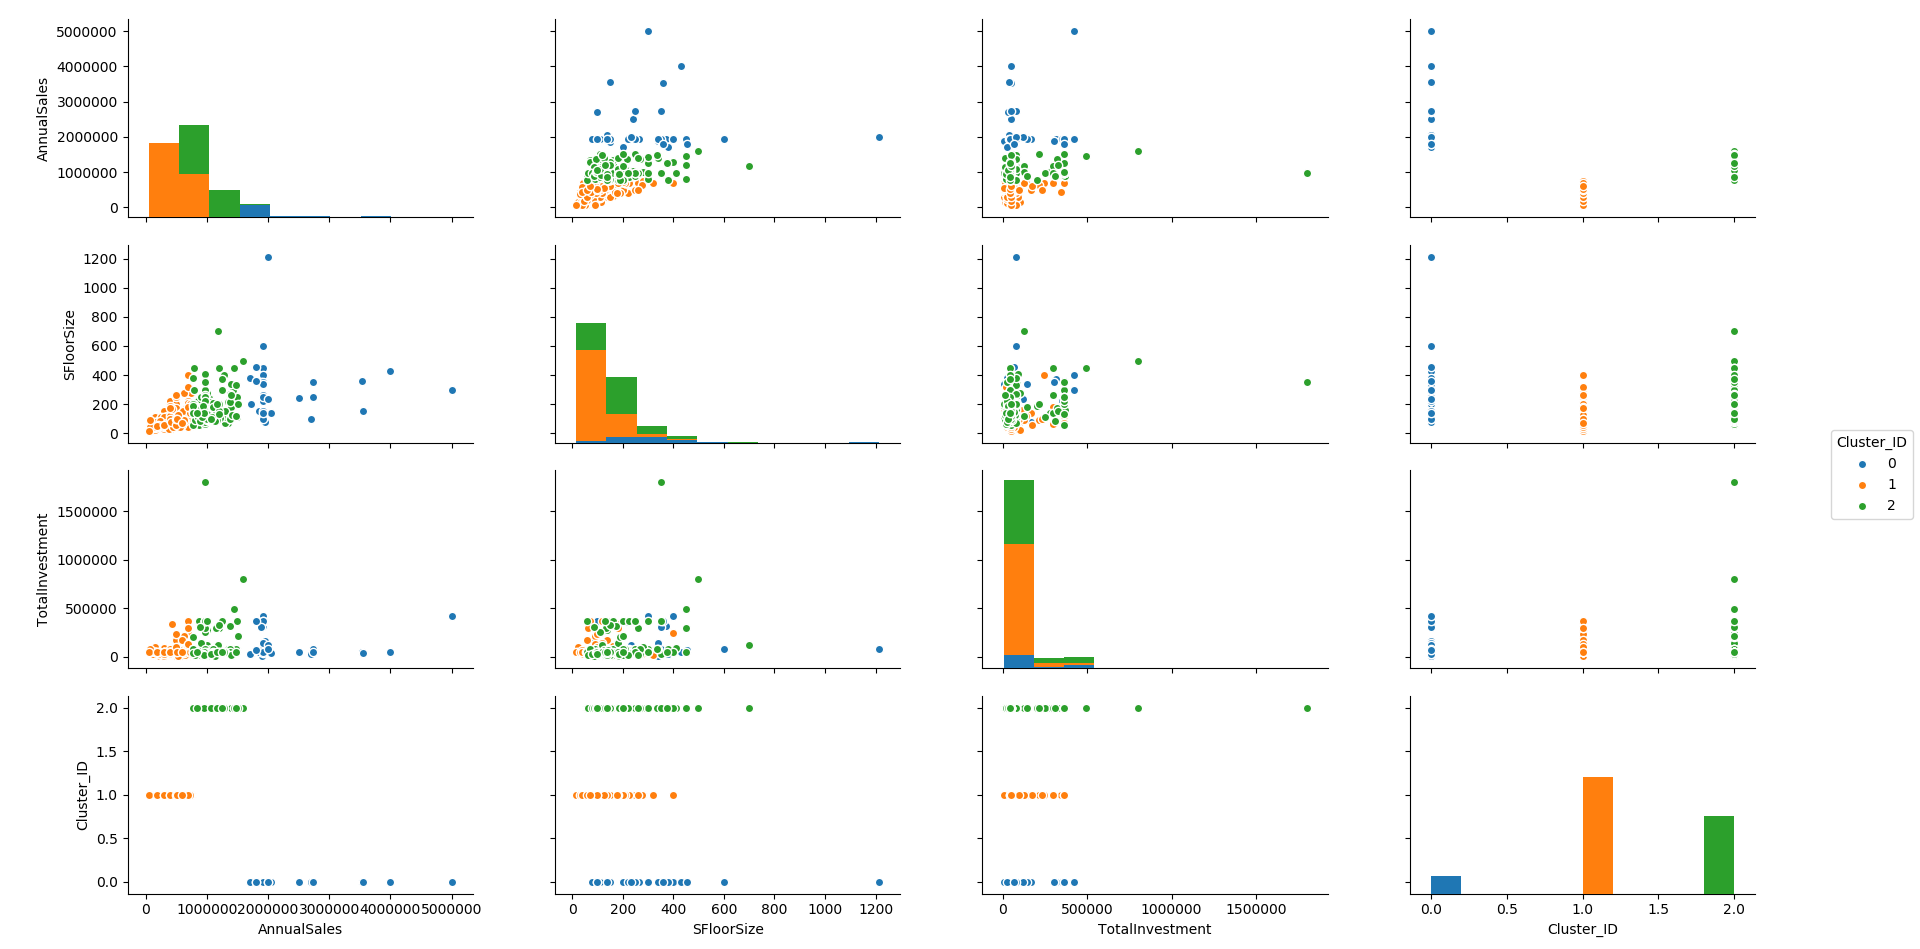 5000000
4000000
3000000
2000000
1000000
0
AnnualSales
1200
1000
800
600
400
200
0
SFloorSize
1500000
1000000
500000
0
TotalInvestment
Cluster_ID
0
1
2
2.0
1.5
1.0
0.5
0.0
Cluster_ID
0 1000000 2000000 3000000 4000000 5000000
AnnualSales
0 200 400 600 800 1000 1200
SFloorSize
0 500000 1000000 1500000
TotalInvestment
0.0 0.5 1.0 1.5 2.0
Cluster_ID